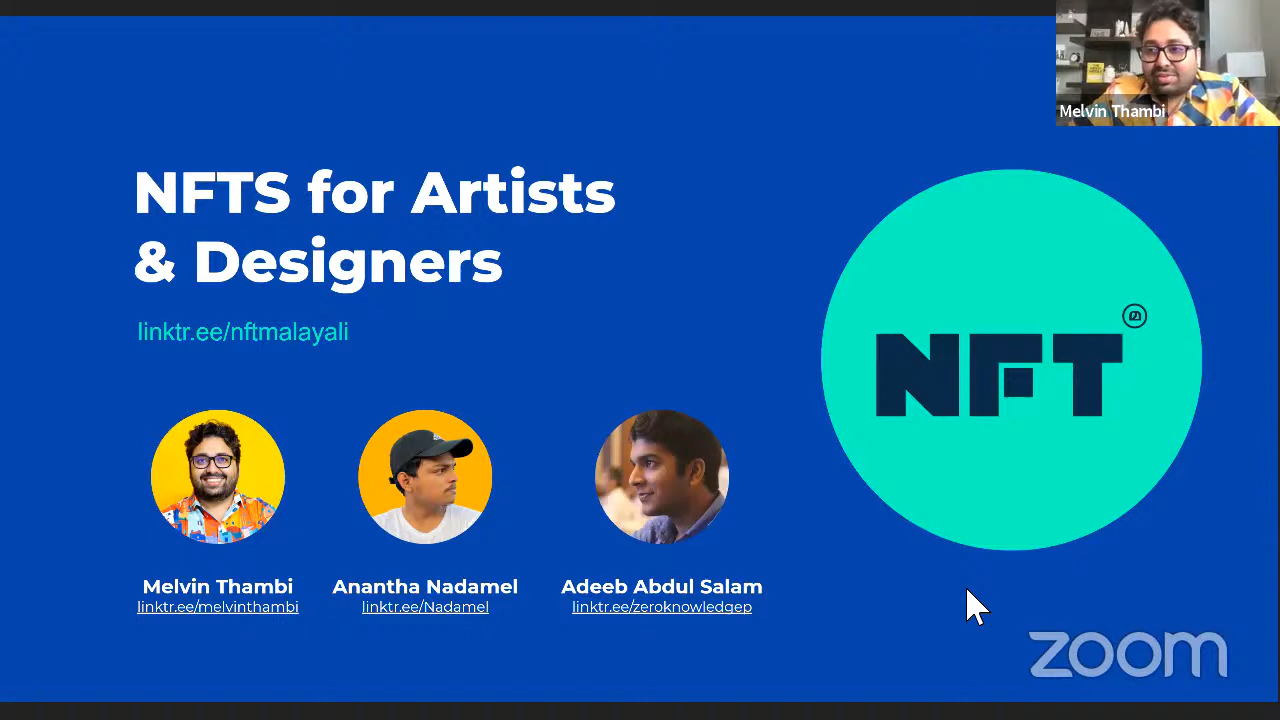 Melvin Thambi
NFTS for Artists
& Designers
linktr.ee/nftmalayali
NFT
Melvin Thambi
linktr.ee/melvinthambi
Anantha Nadamel
linktr.ee/Nadamel
Adeeb Abdul Salam
linktr.ee/zeroknowledgep
zoom